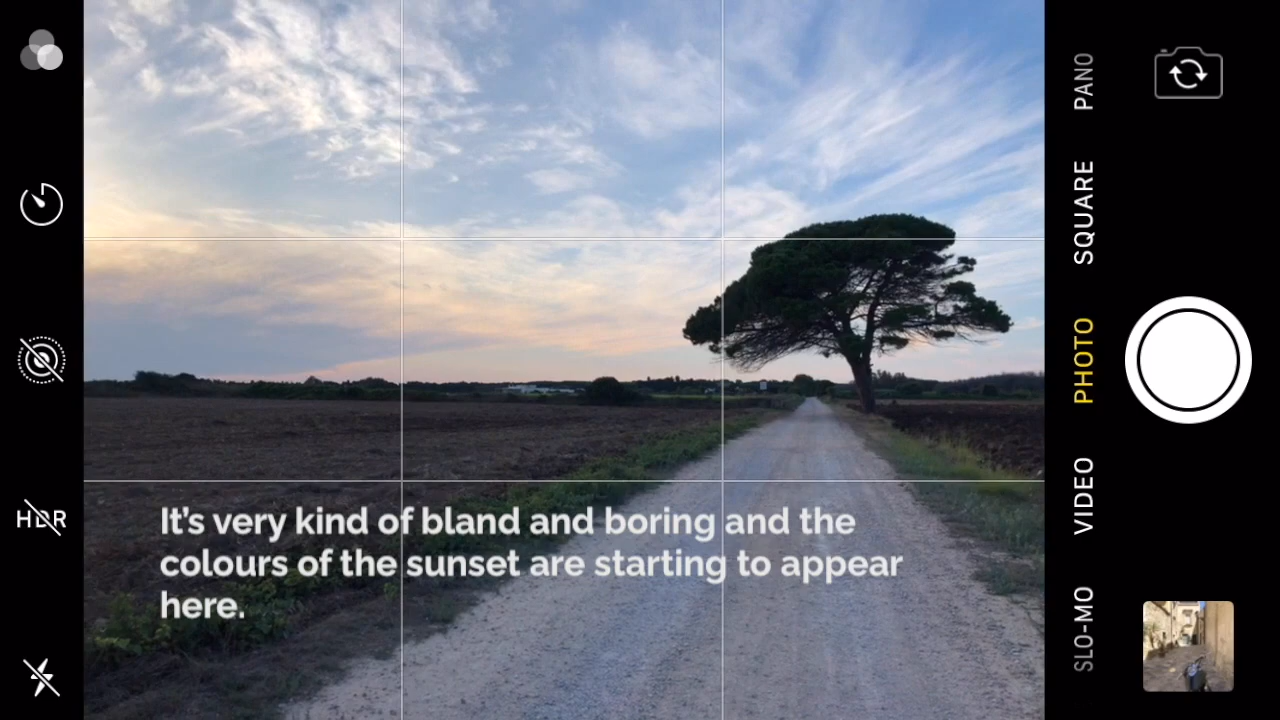 PANO
SQUARE
PHOTO
VIDEO
SLO-MO
HDR
It's very kind of bland and boring and the
colours of the sunset are starting to appear
here.